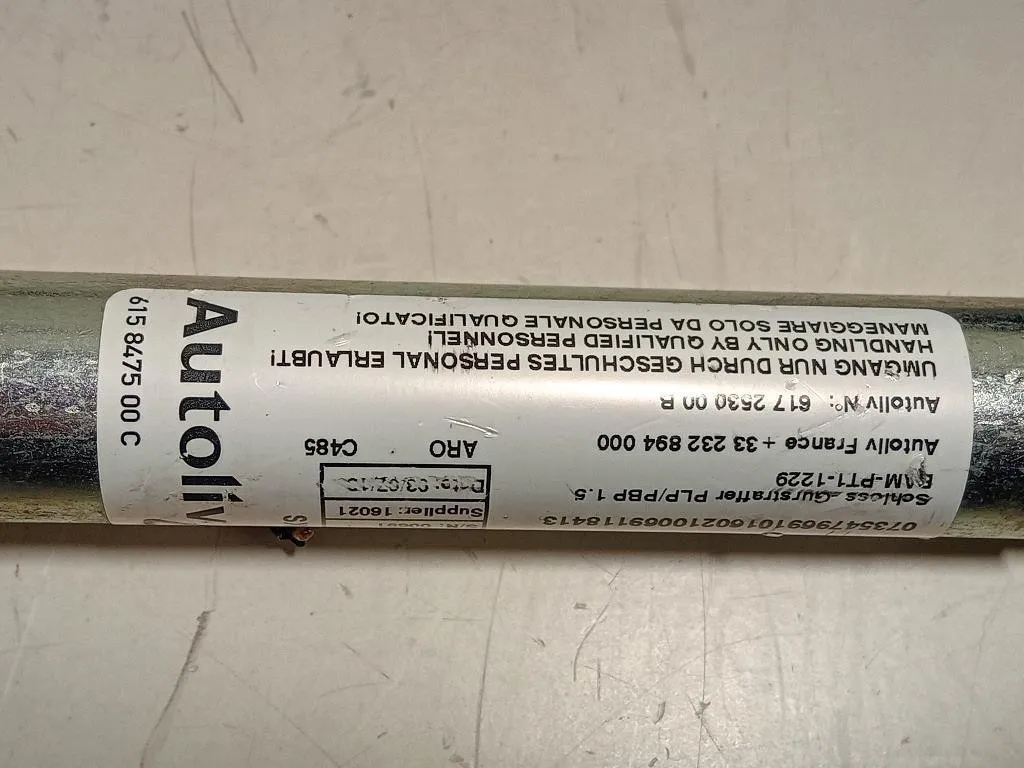 615 8475 00 C
Autoliv
MANEGGIARE SOLO DA PERSONALE QUALIFICATO!
HANDLING ONLY BY QUALIFIED PERSONNEL!
UMGANG NUR DURCH GESCHULTES PERSONAL ERLAUBT!
Autoliv N°: 617 2530 00 B
Autoliv France + 33 232 894 000
ARO C485
BAM-PT1-1229
Schloss-Gurtstraffer PLP/PBP 1.5
Supplier: 16021